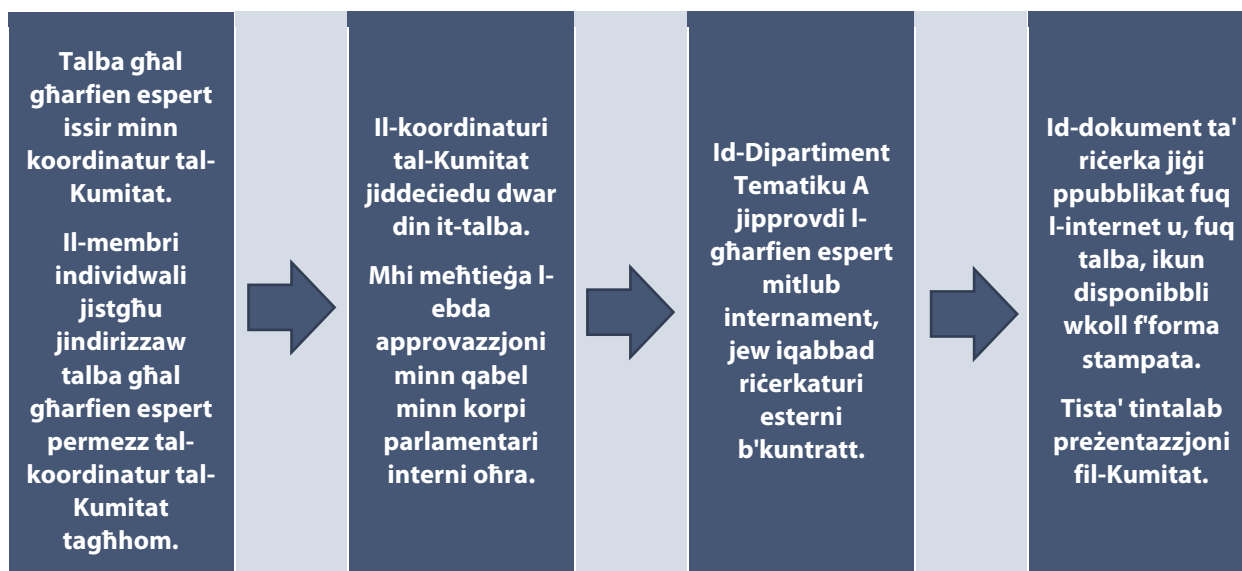 Talba għal
għarfien espert
issir minn
koordinatur tal-
Kumitat.
Il-membri
individwali
jistgħu
jindirizzaw
talba għal
għarfien espert
permezz tal-
koordinatur tal-
Kumitat
tagħhom.
Il-koordinaturi
tal-Kumitat
jiddeċiedu dwar
din it-talba.
Mhi meħtieġa l-
ebda
approvazzjoni
minn qabel
minn korpi
parlamentari
interni oħra.
Id-Dipartiment
Tematiku A
jipprovdi l-
għarfien espert
mitlub
internament,
jew iqabbad
riċerkaturi
esterni
b'kuntratt.
Id-dokument ta'
riċerka jiġi
ppubblikat fuq
l-internet u, fuq
talba, ikun
disponibbli
wkoll f'forma
stampata.
Tista' tintalab
preżentazzjoni
fil-Kumitat.